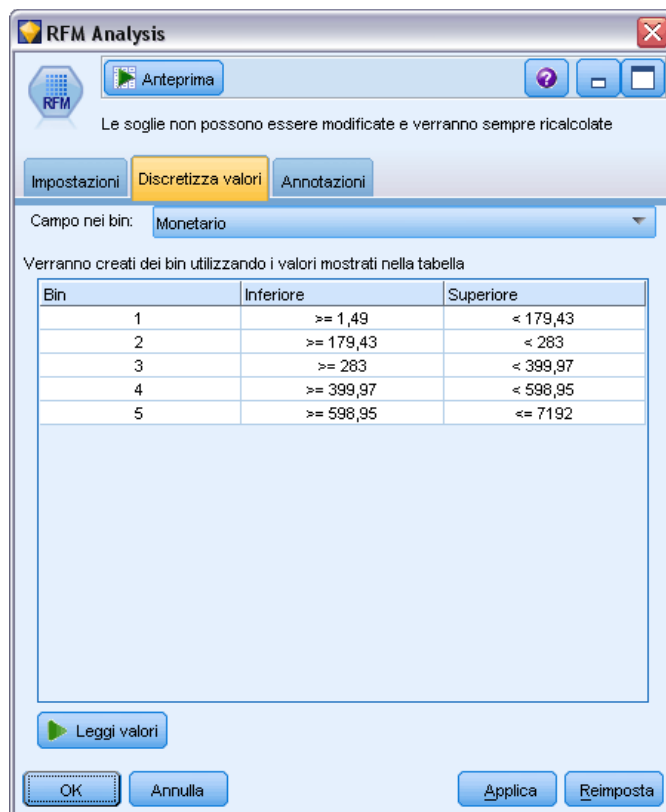 RFM Analysis
RFM
Anteprima
?
Le soglie non possono essere modificate e verranno sempre ricalcolate
Impostazioni Discretizza valori Annotazioni
Campo nei bin: Monetario
Verranno creati dei bin utilizzando i valori mostrati nella tabella
Bin Inferiore Superiore
1 >= 1,49 < 179,43
2 >= 179,43 < 283
3 >= 283 < 399,97
4 >= 399,97 < 598,95
5 >= 598,95 <= 7192
Leggi valori
OK Annulla Applica Reimposta